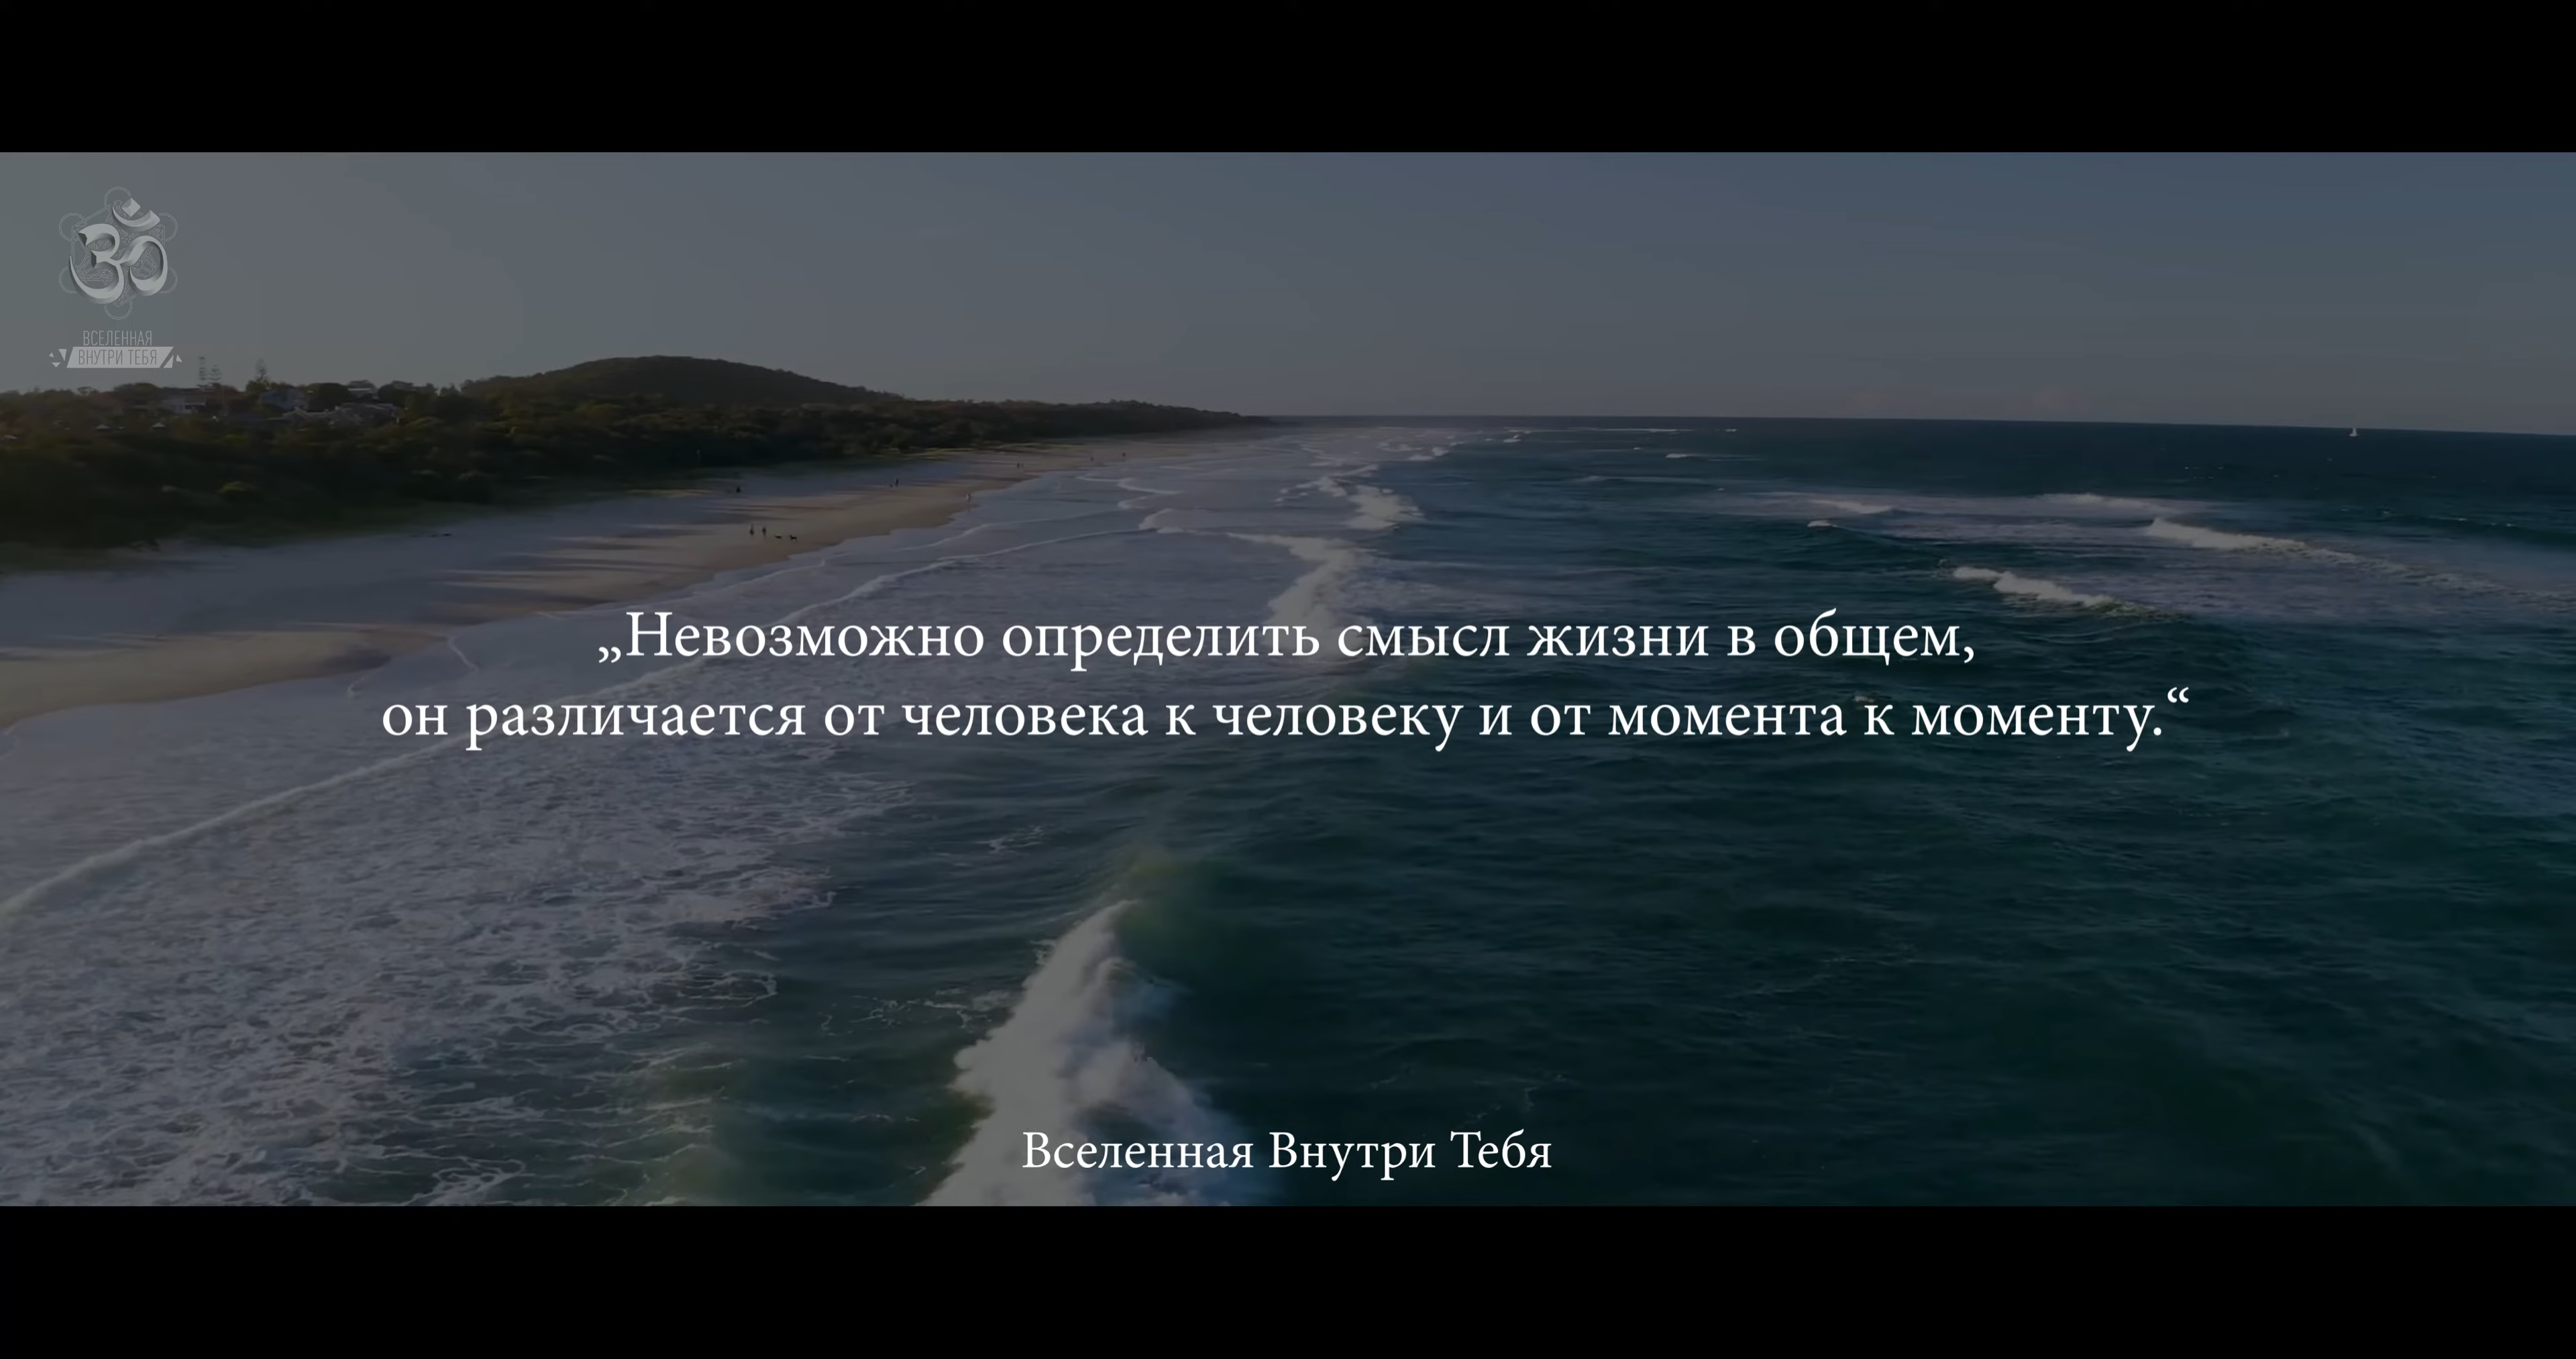 ВСЕЛЕННАЯ
ВНУТРИ ТЕБЯ
„Невозможно определить смысл жизни в общем,
он различается от человека к человеку и от момента к моменту.“
Вселенная Внутри Тебя